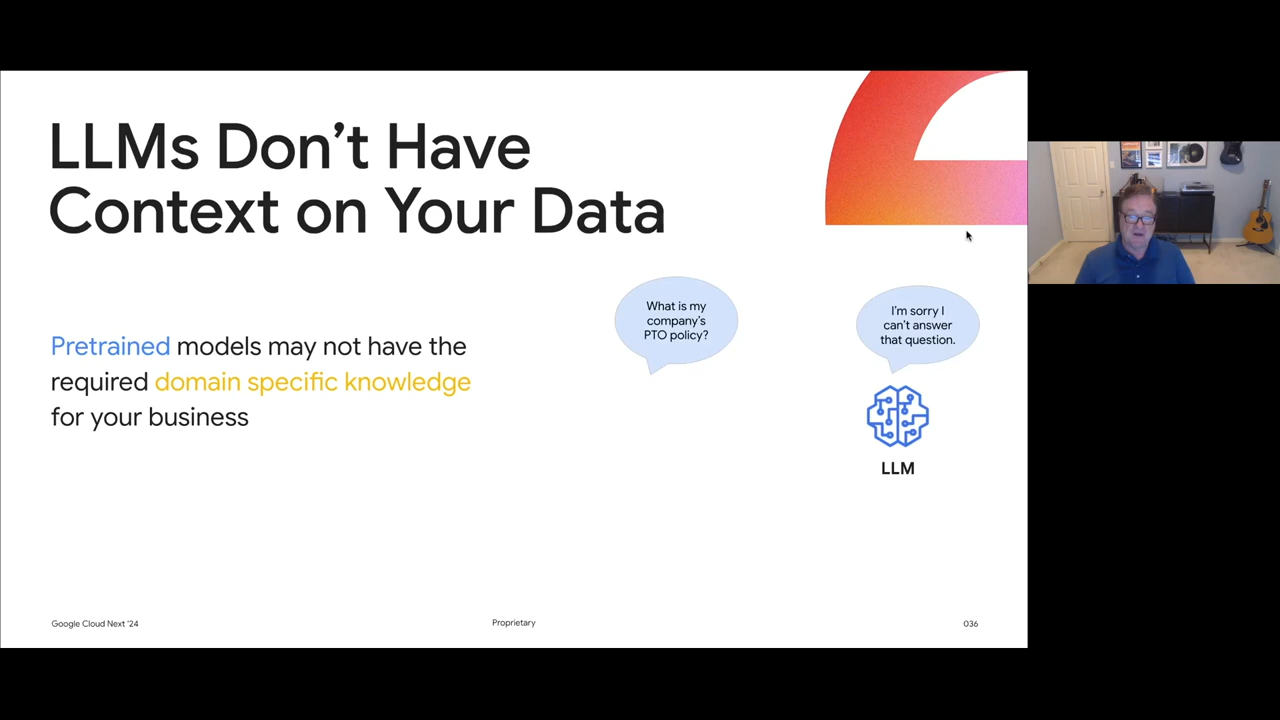 LLMs Don’t Have
Context on Your Data
Pretrained models may not have the
required domain specific knowledge
for your business
What is my
company’s
PTO policy?
I’m sorry I
can’t answer
that question.
LLM
Google Cloud Next ’24
Proprietary
036